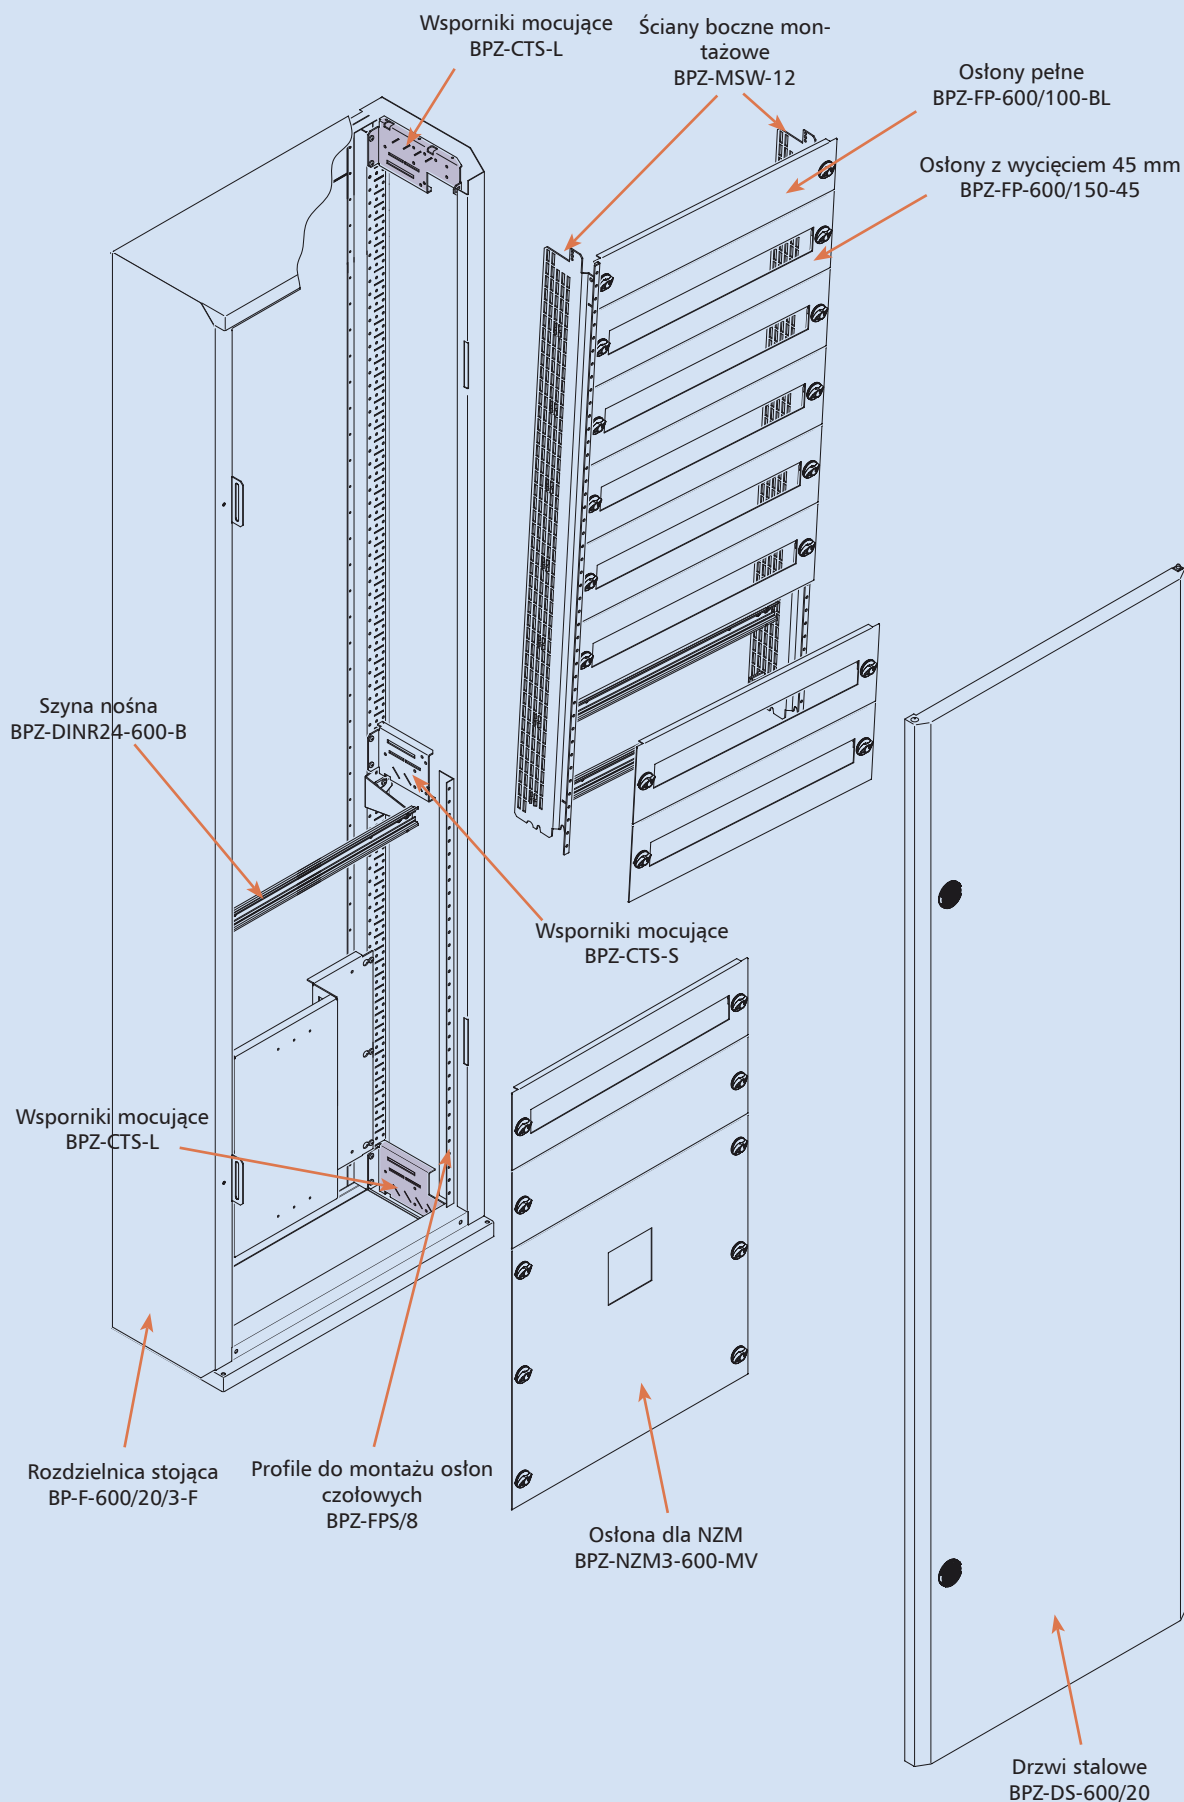 Wsporniki mocujące
BPZ-CTS-L
Ściany boczne mon-
tażowe
BPZ-MSW-12
Osłony pełne
BPZ-FP-600/100-BL
Osłony z wycięciem 45 mm
BPZ-FP-600/150-45
Szyna nośna
BPZ-DINR24-600-B
Wsporniki mocujące
BPZ-CTS-S
Wsporniki mocujące
BPZ-CTS-L
Rozdzielnica stojąca
BP-F-600/20/3-F
Profile do montażu osłon
czołowych
BPZ-FPS/8
Osłona dla NZM
BPZ-NZM3-600-MV
Drzwi stalowe
BPZ-DS-600/20